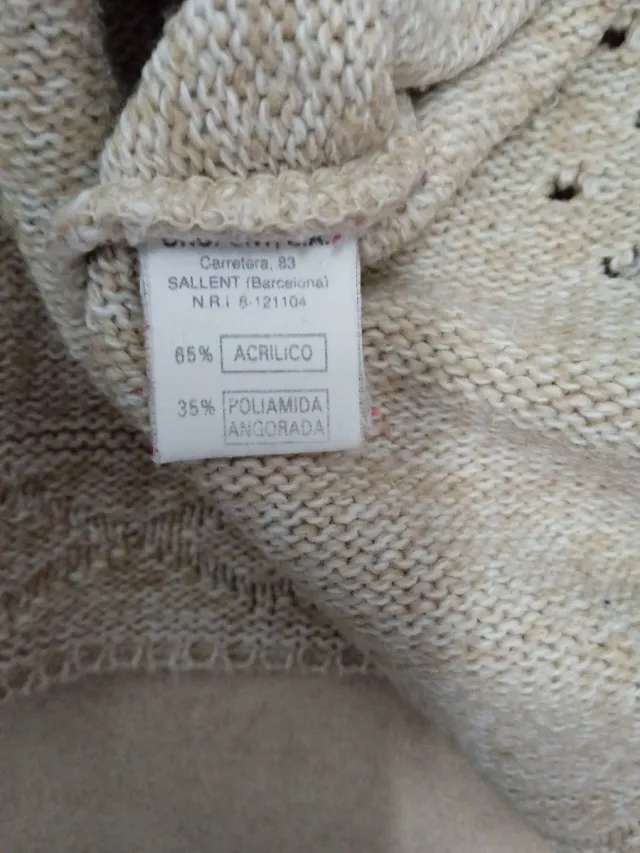 Carretera, 83
SALLENT (Barcelona)
N.R.I. 8-121104
65% ACRILICO
35% POLIAMIDA
ANGORADA